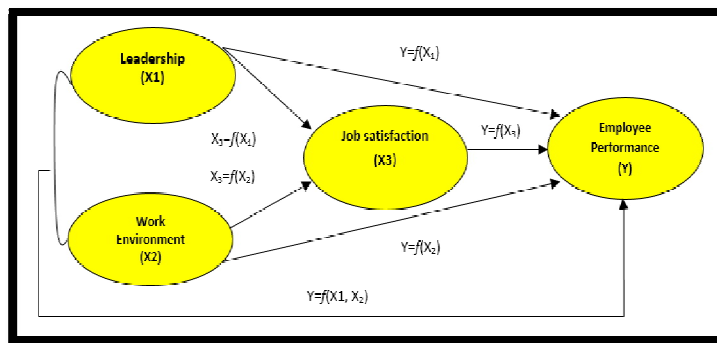 Leadership
(X1)
Y=f(X₁)
X₃=f(X₁)
Job satisfaction
(X3)
Y=f(X₃)
Employee
Performance
(Y)
X₃=f(X₂)
Work
Environment
(X2)
Y=f(X₂)
Y=f(X1, X₂)